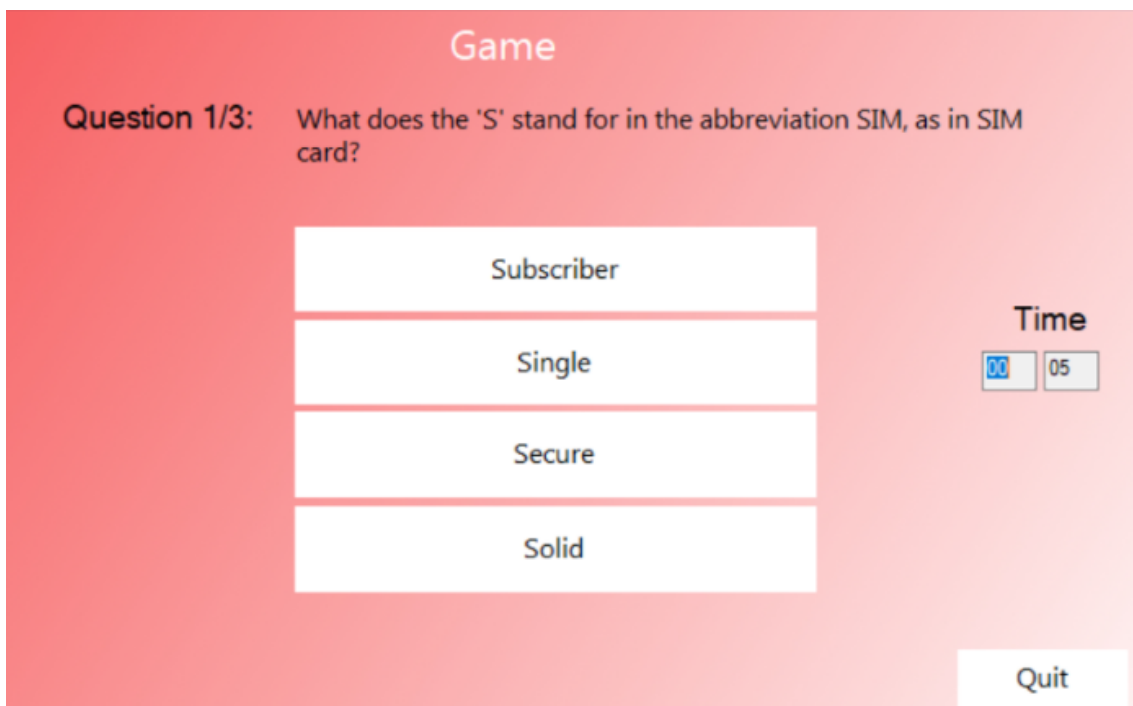 Game
Question 1/3:
What does the 'S' stand for in the abbreviation SIM, as in SIM
card?
Subscriber
Single
Secure
Solid
Time
00 05
Quit